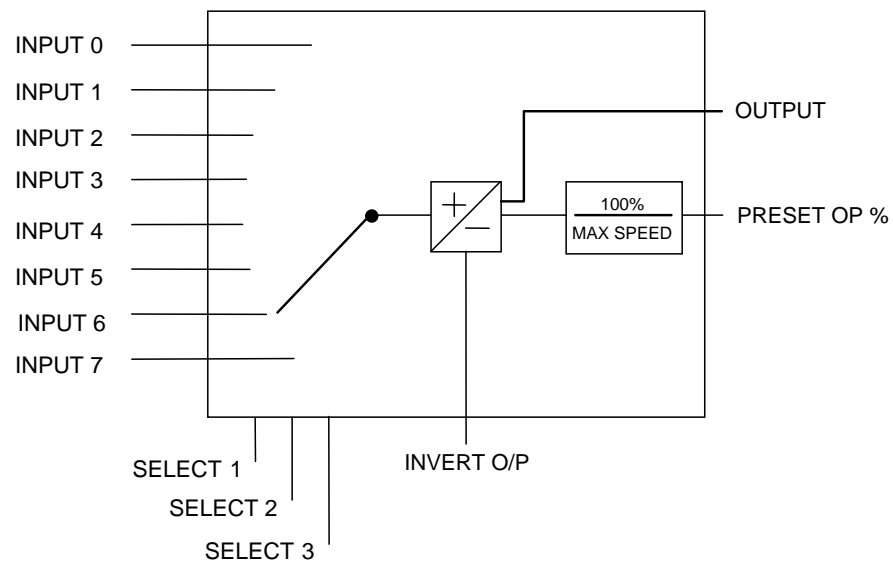 INPUT 0
INPUT 1
INPUT 2
INPUT 3
INPUT 4
INPUT 5
INPUT 6
INPUT 7
OUTPUT
+
—
100%
MAX SPEED
PRESET OP %
SELECT 1
SELECT 2
SELECT 3
INVERT O/P